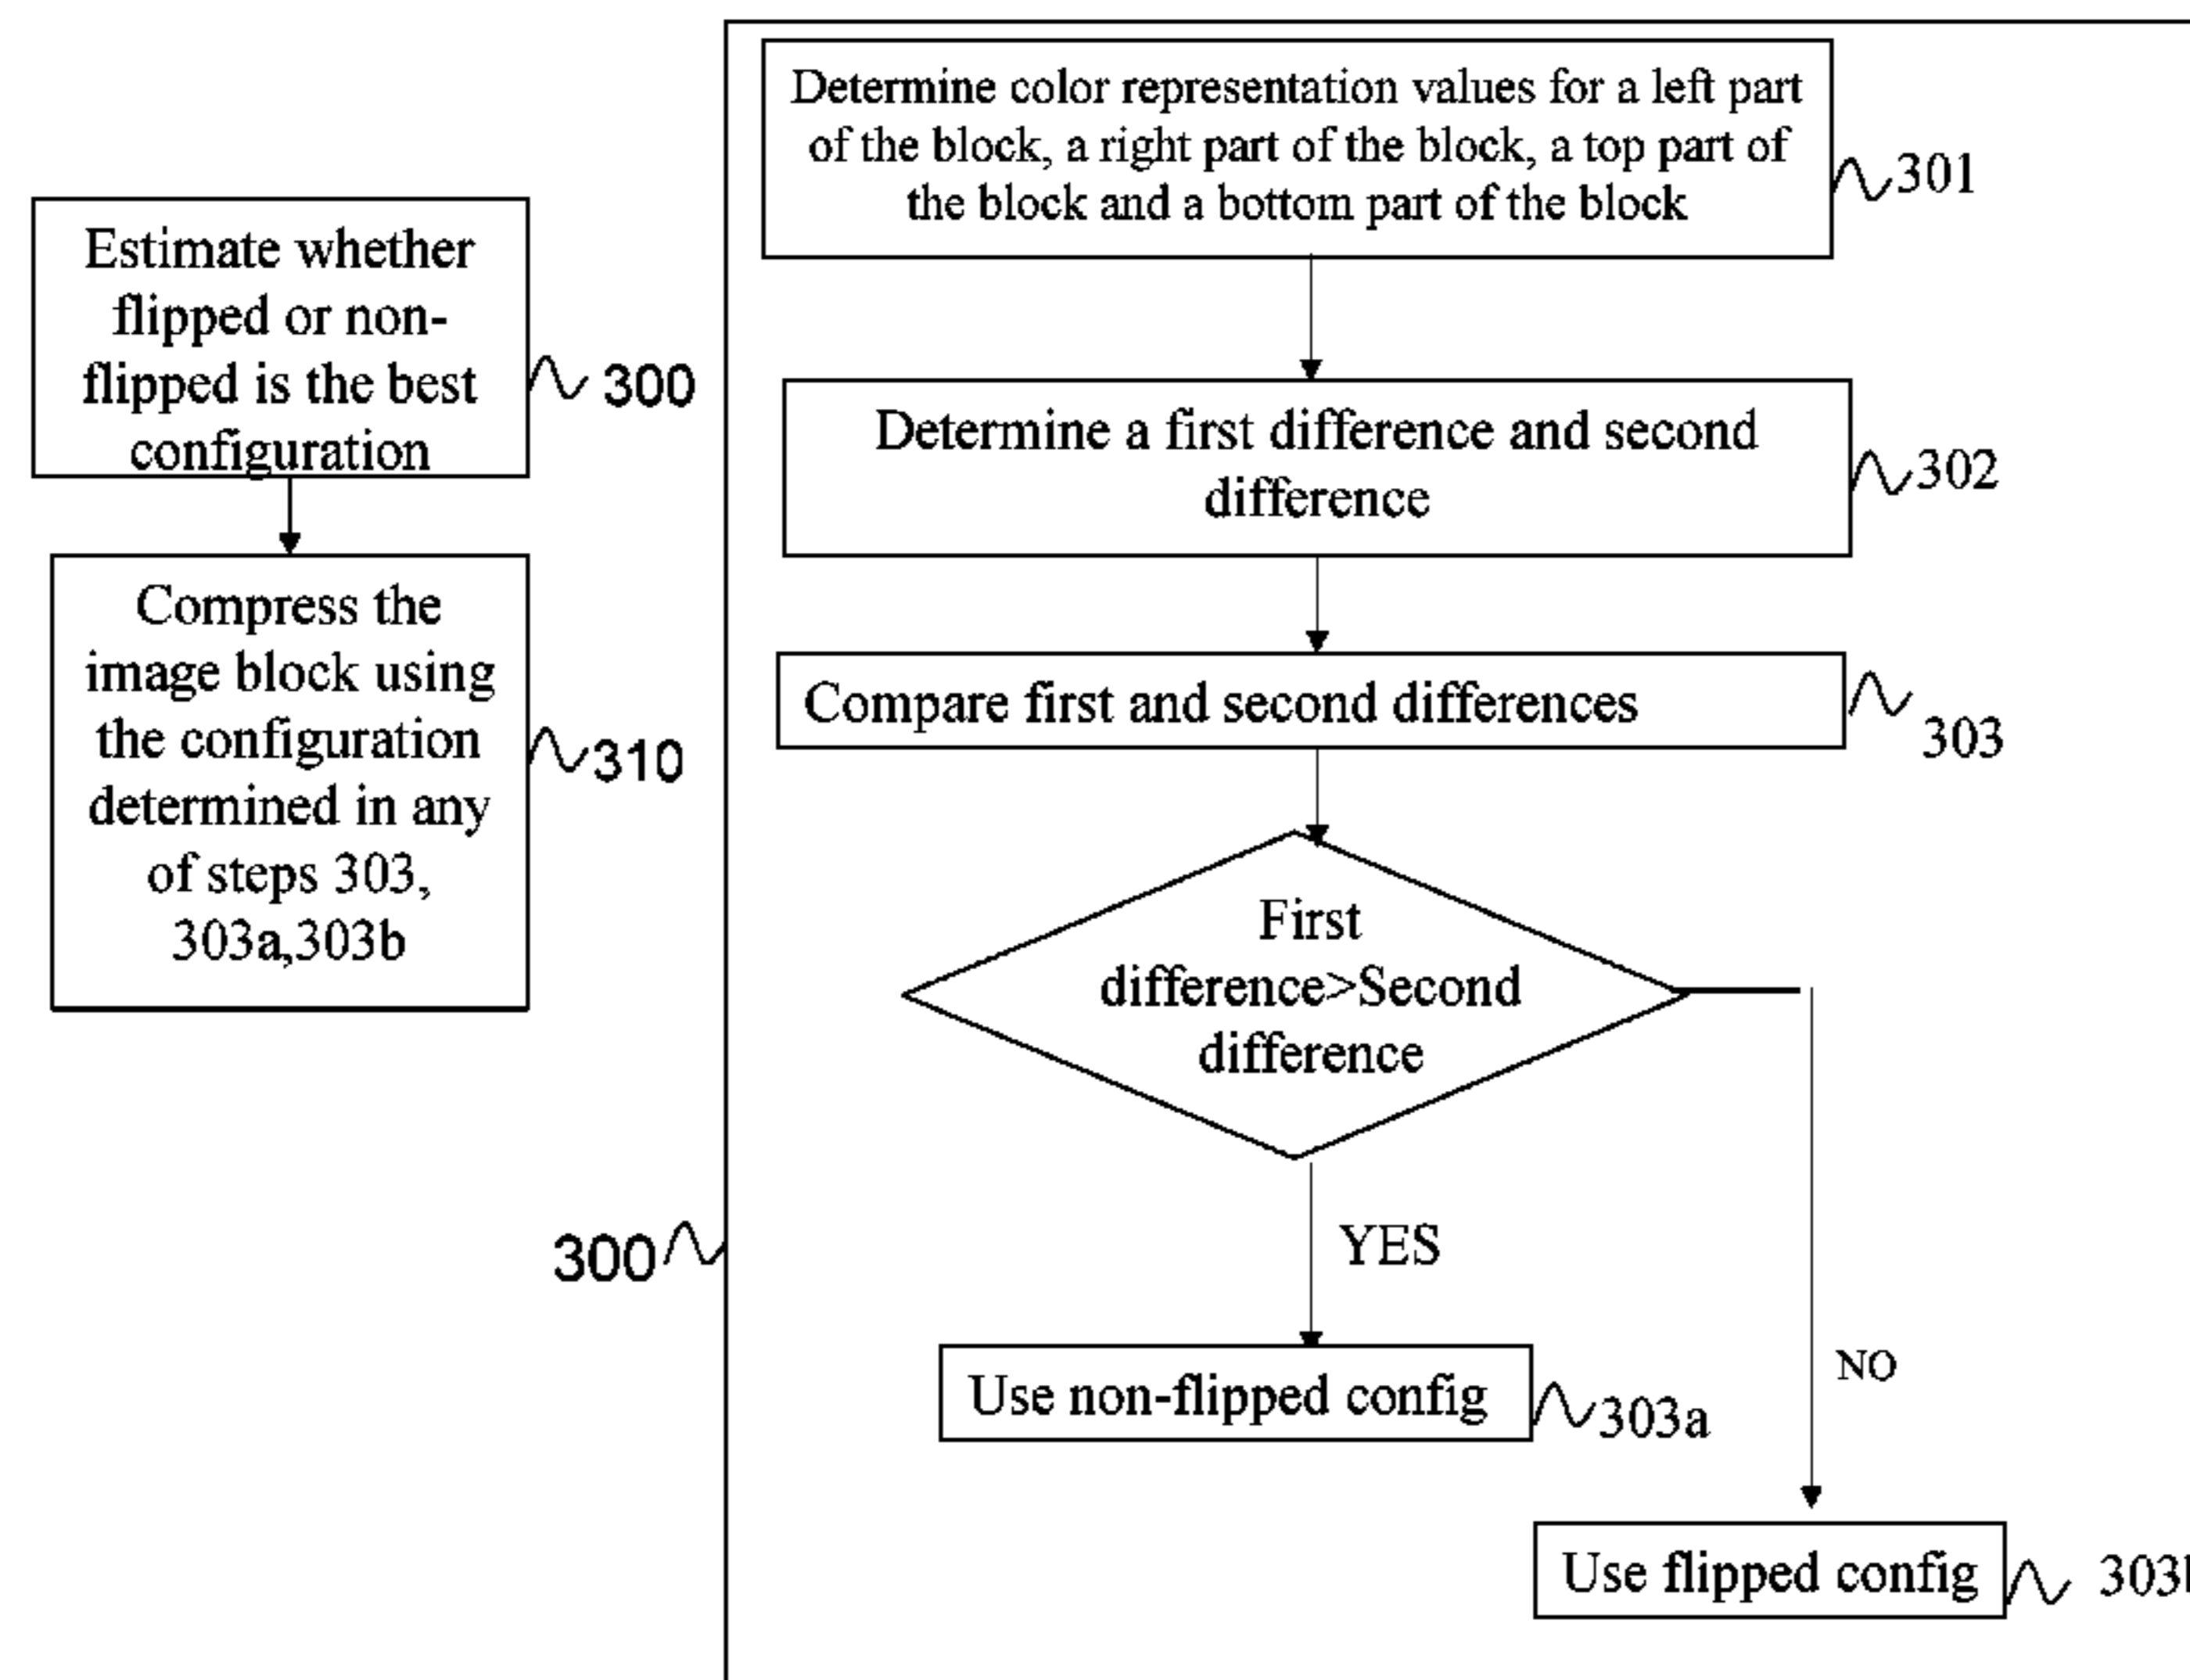 Estimate whether
flipped or non-
flipped is the best
configuration
300
Compress the
image block using
the configuration
determined in any
of steps 303,
303a,303b
310
300
Determine color representation values for a left part
of the block, a right part of the block, a top part of
the block and a bottom part of the block
301
Determine a first difference and second
difference
302
Compare first and second differences
303
First
difference>Second
difference
YES
NO
Use non-flipped config
303a
Use flipped config